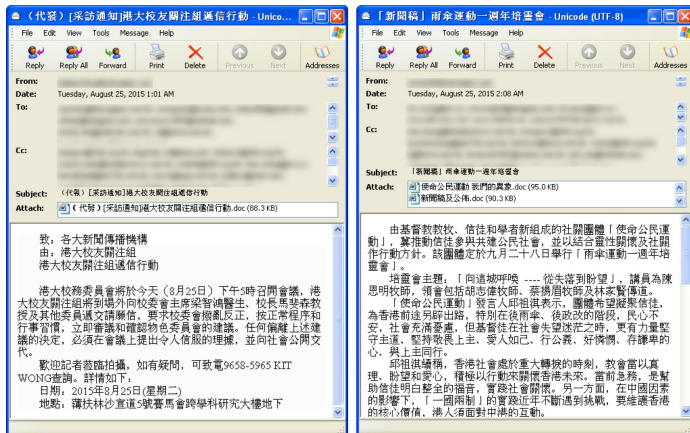 （代發）[采訪通知]港大校友關注組遞信行動 - Unico...
File Edit View Tools Message Help
Reply Reply All Forward Print Delete Previous Next Addresses
From:
Date: Tuesday, August 25, 2015 1:01 AM
To:
Cc:
Subject: （代發）[采訪通知]港大校友關注組遞信行動
Attach: （代發）[采訪通知]港大校友關注組遞信行動.doc (88.3 KB)
致：各大新聞傳播機構
由：港大校友關注組
港大校友關注組遞信行動
港大校務委員會將於今天（8月25日）下午5時召開會議，港
大校友關注組將到場外向校委會主席梁智鴻醫生、校長馬斐森教
授及其他委員遞交請願信，要求校委會撥亂反正，按正常程序和
行事習慣，立即審議和確認物色委員會的建議。任何偏離上述建
議的決定，必須在會議上提出令人信服的理據，並向社會公開交
代。
歡迎記者蒞臨拍攝，如有疑問，可致電9658-5965 KIT
WONG查詢。詳情如下：
日期：2015年8月25日(星期二)
地點：薄扶林沙宣道5號賽馬會跨學科研究大樓地下
「新聞稿」雨傘運動一週年培靈會 - Unicode (UTF-8)
File Edit View Tools Message Help
Reply Reply All Forward Print Delete Previous Next Addresses
From:
Date: Tuesday, August 25, 2015 2:08 AM
To:
Cc:
Subject: 「新聞稿」雨傘運動一週年培靈會
Attach: 使命公民運動 我們的異象.doc (95.0 KB)
新聞稿及公佈.doc (90.3 KB)
由基督教教牧、信徒和學者新組成的社關團體「使命公民運
動」，冀推動信徒參與共建公民社會，並以結合靈性關懷及社關
作行動方針。該團體定於九月二十八日舉行「雨傘運動一週年培
靈會」。
培靈會主題：「向這城呼喚 ---- 從失落到盼望」，講員為陳
思明牧師，領會包括胡志偉牧師、蔡揚眉牧師及林家賢傳道。
「使命公民運動」發言人邱祖淇表示，團體希望凝聚信徒，
為香港前途另辟出路，特別在後雨傘、後政改的階段，民心不
安，社會充滿憂慮，但基督徒在社會失望迷茫之時，更有力量堅
守主道、堅持敬畏上主、愛人如己、行公義、好憐憫、存謙卑的
心、與上主同行。
邱祖淇續稱，香港社會處於重大轉捩的時刻，教會當以真
理、盼望和愛心，積極以行動來關懷香港未來。當前急務，是幫
助信徒明白整全的福音，實踐社會關懷。另一方面，在中國因素
的影響下，「一國兩制」的實踐近年不斷遇到挑戰，要維護香港
的核心價值，港人須面對中港的互動。